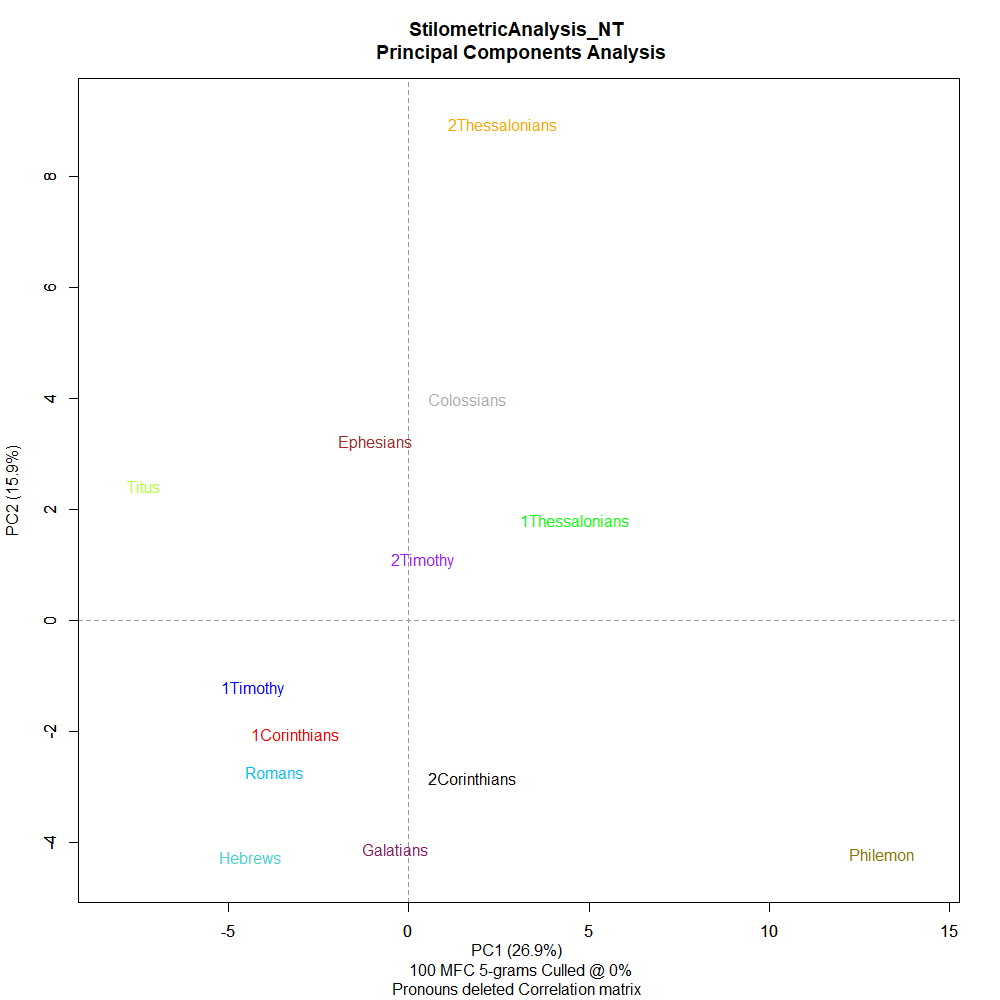 StilometricAnalysis_NT
Principal Components Analysis
2Thessalonians
8
6
4
Colossians
Ephesians
Titus
PC2 (15.9%)
2
1Thessalonians
2Timothy
0
1Timothy
-2
1Corinthians
Romans
2Corinthians
-4
Galatians
Hebrews
Philemon
-5 0 5 10 15
PC1 (26.9%)
100 MFC 5-grams Culled @ 0%
Pronouns deleted Correlation matrix